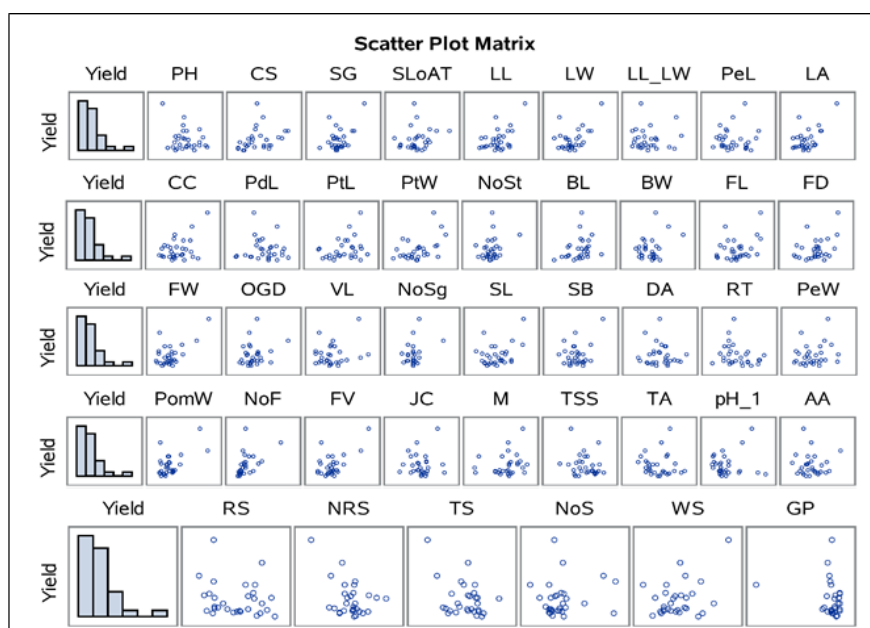 Scatter Plot Matrix
Yield PH CS SG SLoAT LL LW LL_LW PeL LA
Yield
Yield CC PdL PtL PtW NoSt BL BW FL FD
Yield
Yield FW OGD VL NoSg SL SB DA RT PeW
Yield
Yield PomW NoF FV JC M TSS TA pH_1 AA
Yield
Yield RS NRS TS NoS WS GP
Yield